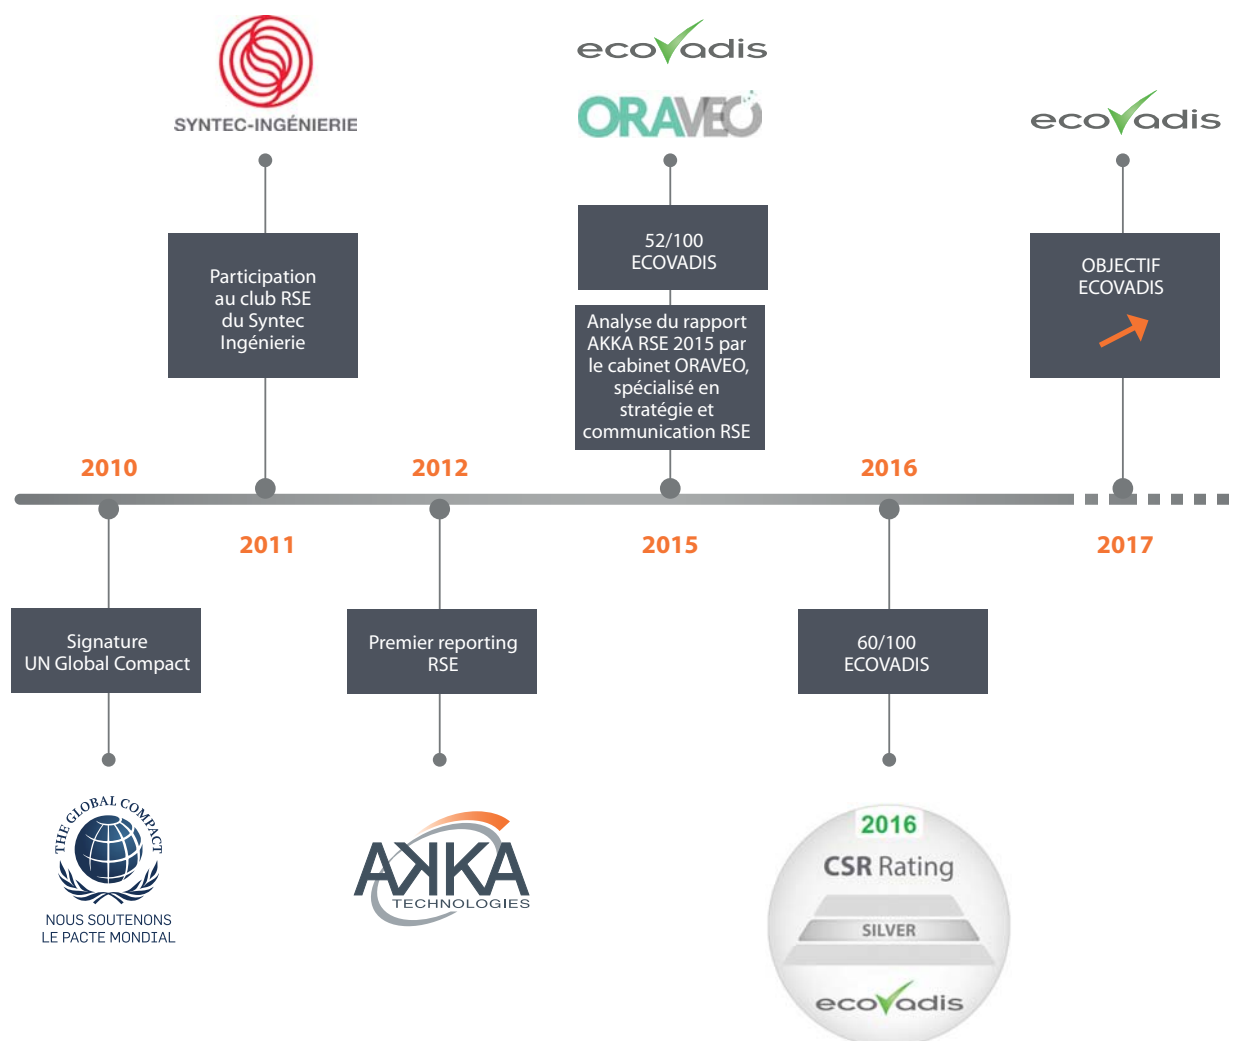 SYNTEC-INGÉNIERIE
ecovadis
ORAVEO
ecovadis
Participation
au club RSE
du Syntec
Ingénierie
52/100
ECOVADIS
Analyse du rapport
AKKA RSE 2015 par
le cabinet ORAVEO,
spécialisé en
stratégie et
communication RSE
OBJECTIF
ECOVADIS
2010
2012
2016
2011
2015
2017
Signature
UN Global Compact
Premier reporting
RSE
60/100
ECOVADIS
THE GLOBAL COMPACT
NOUS SOUTENONS
LE PACTE MONDIAL
AKKA
TECHNOLOGIES
2016
CSR Rating
SILVER
ecovadis